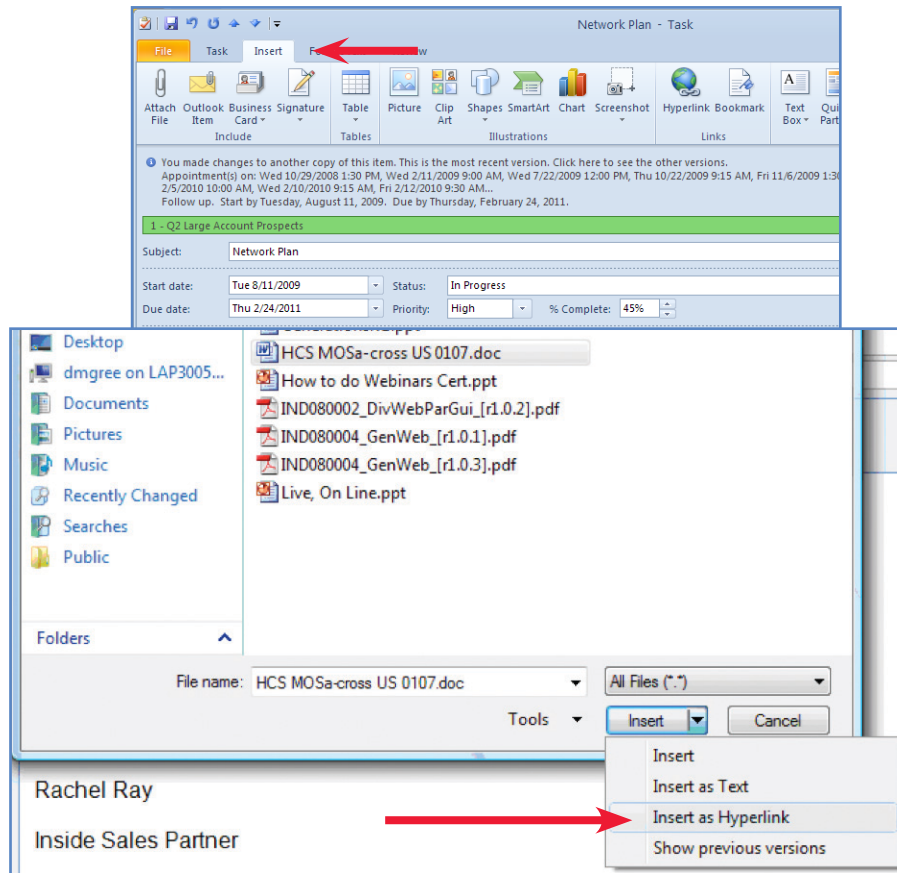 Network Plan - Task
File Task Insert
Attach File
Outlook Item
Business Card
Signature
Table
Picture
Clip Art
Shapes
SmartArt
Chart
Screenshot
Hyperlink
Bookmark
Text Box
Include
Tables
Illustrations
Links
You made changes to another copy of this item. This is the most recent version. Click here to see the other versions.
Appointment(s) on: Wed 10/29/2008 1:30 PM, Wed 2/11/2009 9:00 AM, Wed 7/22/2009 12:00 PM, Thu 10/22/2009 9:15 AM, Fri 11/6/2009 1:30
2/5/2010 10:00 AM, Wed 2/10/2010 9:15 AM, Fri 2/12/2010 9:30 AM...
Follow up. Start by Tuesday, August 11, 2009. Due by Thursday, February 24, 2011.
1 - Q2 Large Account Prospects
Subject: Network Plan
Start date: Tue 8/11/2009 Status: In Progress
Due date: Thu 2/24/2011 Priority: High % Complete: 45%
Desktop
dmgree on LAP3005...
Documents
Pictures
Music
Recently Changed
Searches
Public
Folders
HCS MOSa-cross US 0107.doc
How to do Webinars Cert.ppt
IND080002_DivWebParGui_[r1.0.2].pdf
IND080004_GenWeb_[r1.0.1].pdf
IND080004_GenWeb_[r1.0.3].pdf
Live, On Line.ppt
File name: HCS MOSa-cross US 0107.doc All Files (*.*)
Tools Insert Cancel
Insert
Insert as Text
Insert as Hyperlink
Show previous versions
Rachel Ray
Inside Sales Partner